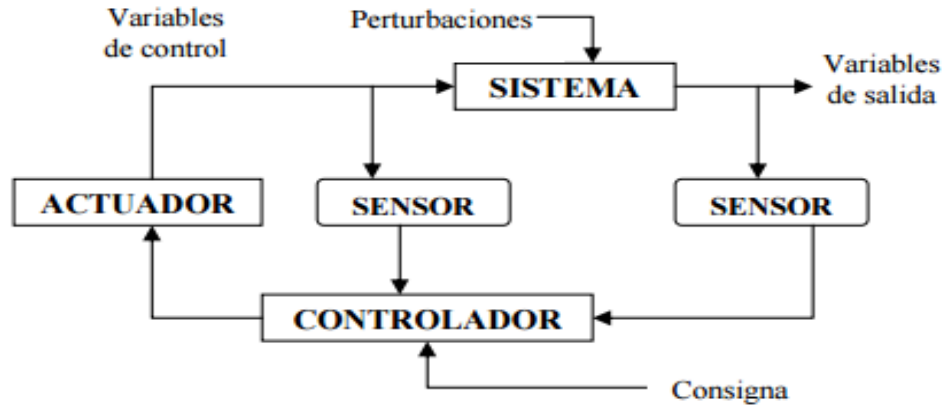 Variables
de control
Perturbaciones
SISTEMA
Variables
de salida
ACTUADOR
SENSOR
SENSOR
CONTROLADOR
Consigna